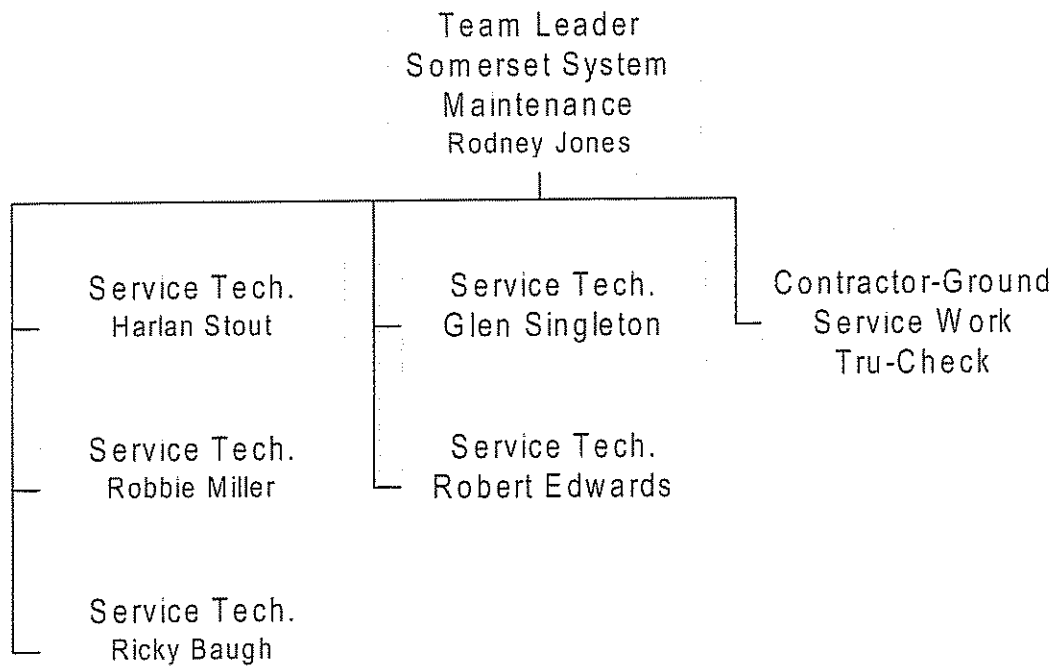 Team Leader
Somerset System
Maintenance
Rodney Jones
Service Tech.
Harlan Stout
Service Tech.
Glen Singleton
Contractor-Ground
Service Work
Tru-Check
Service Tech.
Robbie Miller
Service Tech.
Robert Edwards
Service Tech.
Ricky Baugh